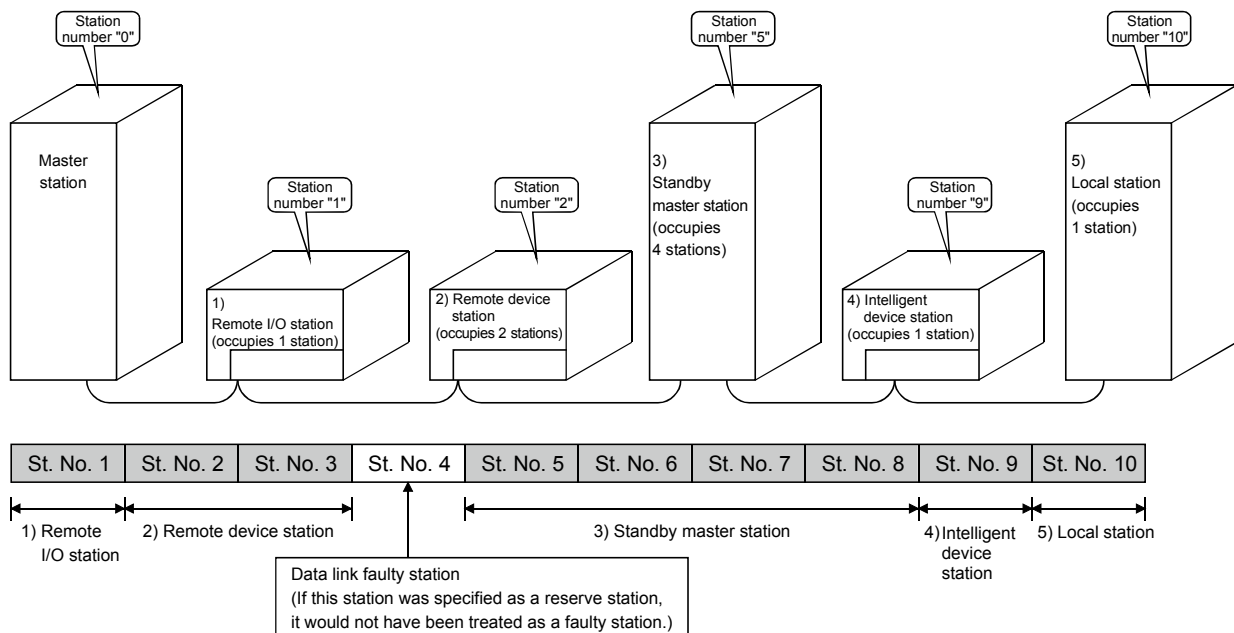 Station
number "0"
Station
number "5"
Station
number "10"
Master
station
Station
number "1"
Station
number "2"
3)
Standby
master station
(occupies
4 stations)
Station
number "9"
5)
Local station
(occupies
1 station)
1)
Remote I/O station
(occupies 1 station)
2) Remote device
station
(occupies 2 stations)
4) Intelligent
device station
(occupies 1 station)
St. No. 1 St. No. 2 St. No. 3 St. No. 4 St. No. 5 St. No. 6 St. No. 7 St. No. 8 St. No. 9 St. No. 10
1) Remote
I/O station
2) Remote device station
3) Standby master station
4) Intelligent
device
station
5) Local station
Data link faulty station
(If this station was specified as a reserve station,
it would not have been treated as a faulty station.)